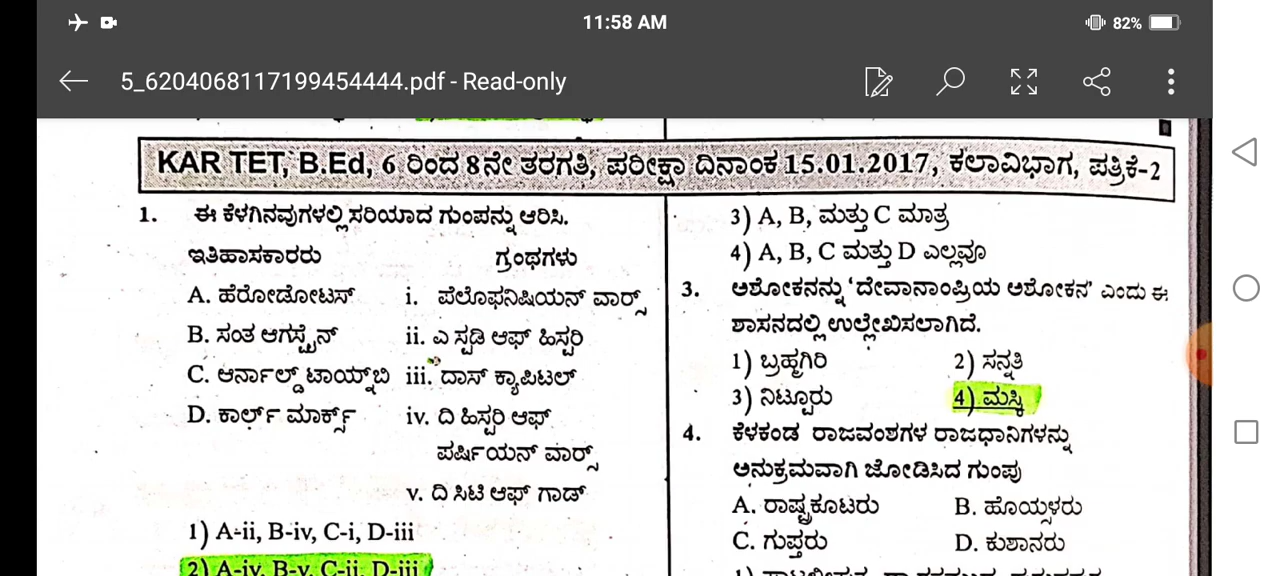 11:58 AM
82%
5_6204068117199454444.pdf - Read-only
KAR TET, B.Ed, 6 ರಿಂದ 8ನೇ ತರಗತಿ, ಪರೀಕ್ಷಾ ದಿನಾಂಕ 15.01.2017, ಕಲಾವಿಭಾಗ, ಪತ್ರಿಕೆ-2
1. ಈ ಕೆಳಗಿನವುಗಳಲ್ಲಿ ಸರಿಯಾದ ಗುಂಪನ್ನು ಆರಿಸಿ.
ಇತಿಹಾಸಕಾರರು ಗ್ರಂಥಗಳು
A. ಹೆರೋಡೋಟಸ್ i. ಪೆಲೊಫನಿಷಿಯನ್ ವಾರ್ಸ್
B. ಸಂತ ಆಗಸ್ಟೈನ್ ii. ಎ ಸ್ಟಡಿ ಆಫ್ ಹಿಸ್ಟರಿ
C. ಆರ್ನಾಲ್ಡ್ ಟಾಯ್ನ್‌ಬಿ iii. ದಾಸ್ ಕ್ಯಾಪಿಟಲ್
D. ಕಾರ್ಲ್ ಮಾರ್ಕ್ಸ್ iv. ದಿ ಹಿಸ್ಟರಿ ಆಫ್
ಪರ್ಷಿಯನ್ ವಾರ್ಸ್
v. ದಿ ಸಿಟಿ ಆಫ್ ಗಾಡ್
1) A-ii, B-iv, C-i, D-iii
2) A-iv, B-v, C-ii, D-iii
3) A, B, ಮತ್ತು C ಮಾತ್ರ
4) A, B, C ಮತ್ತು D ಎಲ್ಲವೂ
3. ಅಶೋಕನನ್ನು 'ದೇವಾನಾಂಪ್ರಿಯ ಅಶೋಕನ' ಎಂದು ಈ
ಶಾಸನದಲ್ಲಿ ಉಲ್ಲೇಖಿಸಲಾಗಿದೆ.
1) ಬ್ರಹ್ಮಗಿರಿ 2) ಸನ್ನತಿ
3) ನಿಟ್ಟೂರು 4) ಮಸ್ಕಿ
4. ಕೆಳಕಂಡ ರಾಜವಂಶಗಳ ರಾಜಧಾನಿಗಳನ್ನು
ಅನುಕ್ರಮವಾಗಿ ಜೋಡಿಸಿದ ಗುಂಪು
A. ರಾಷ್ಟ್ರಕೂಟರು B. ಹೊಯ್ಸಳರು
C. ಗುಪ್ತರು D. ಕುಶಾನರು